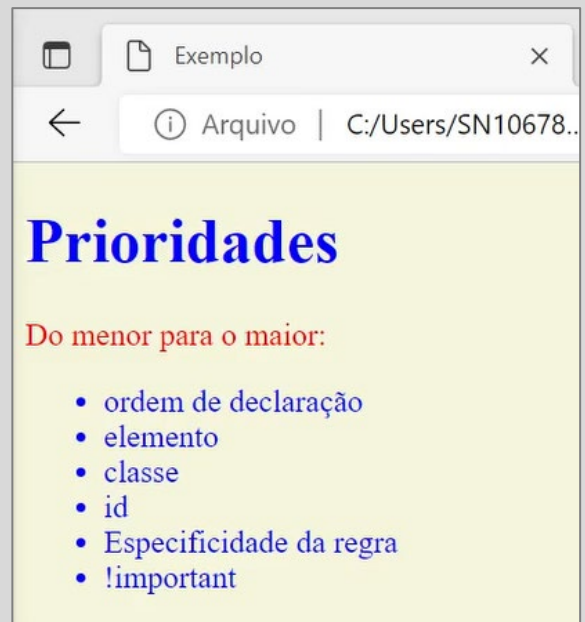 Exemplo
Arquivo | C:/Users/SN10678..
Prioridades
Do menor para o maior:
• ordem de declaração
• elemento
• classe
• id
• Especificidade da regra
• !important